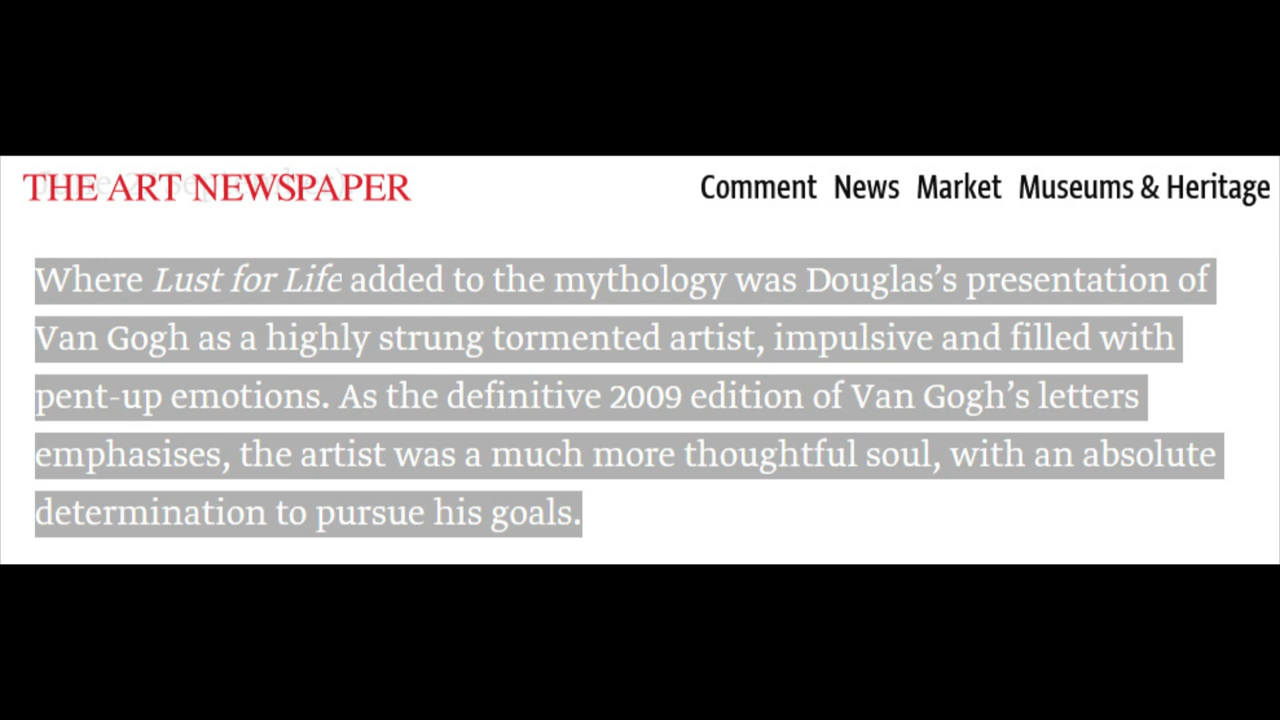 THE ART NEWSPAPER
Comment News Market Museums & Heritage
Where Lust for Life added to the mythology was Douglas’s presentation of
Van Gogh as a highly strung tormented artist, impulsive and filled with
pent-up emotions. As the definitive 2009 edition of Van Gogh’s letters
emphasises, the artist was a much more thoughtful soul, with an absolute
determination to pursue his goals.